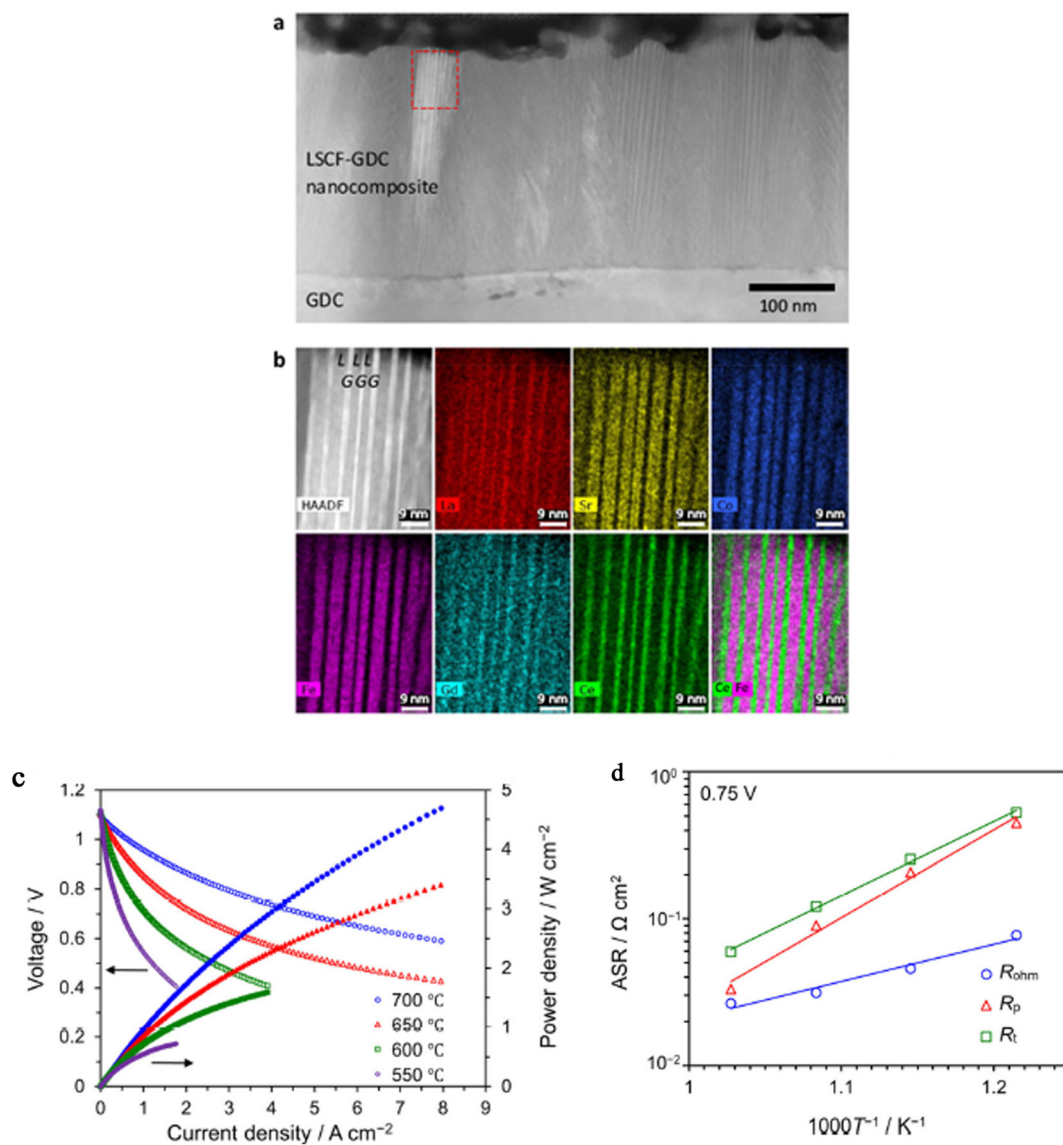 a
LSCF-GDC
nanocomposite
GDC
100 nm
b
L L L
G G G
HAADF
9 nm
La
9 nm
Sr
9 nm
Co
9 nm
Fe
9 nm
Gd
9 nm
Ce
9 nm
Ce Fe
9 nm
c
1.2
1
0.8
0.6
0.4
0.2
0
Voltage / V
5
4
3
2
1
0
Power density / W cm⁻²
700 °C
650 °C
600 °C
550 °C
0 1 2 3 4 5 6 7 8 9
Current density / A cm⁻²
d
0.75 V
10⁰
10⁻¹
10⁻²
ASR / Ω cm²
Rohm
Rp
Rt
1 1.1 1.2
1000T⁻¹ / K⁻¹